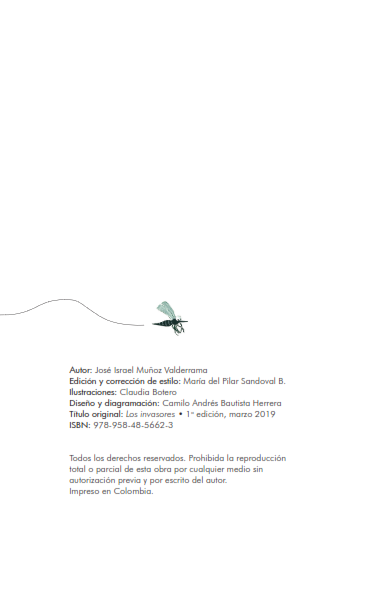 Autor: José Israel Muñaz Valderrama
Edición y corrección de estilo: María del Pilar Sandoval B.
Ilustraciones: Claudia Botero
Diseño y diagramación: Camilo Andrés Bautista Herrera
Título original: Los invasores • 1ª edición, marzo 2019
ISBN: 978-958-48-5662-3
Todos los derechos reservados. Prohibida la reproducción
total o parcial de esta obra por cualquier medio sin
autorización previa y por escrito del autor.
Impreso en Colombia.